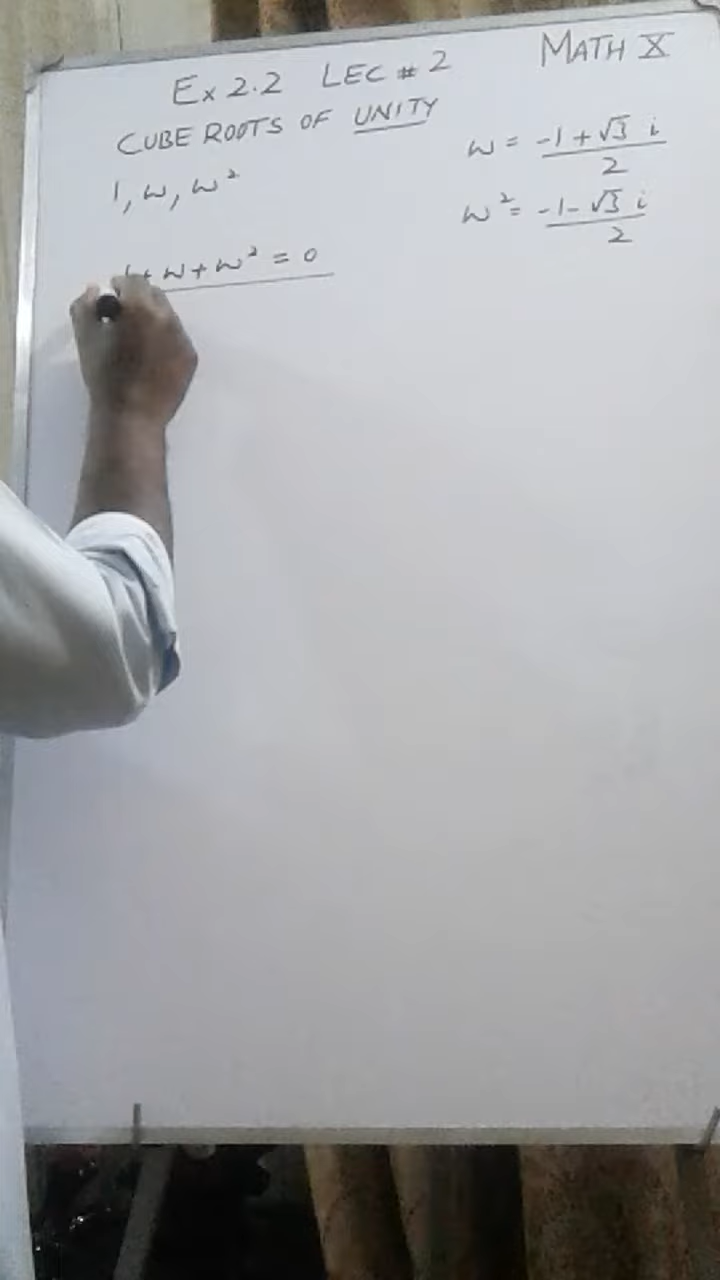 Ex 2.2 LEC # 2 MATH X
CUBE ROOTS OF UNITY
1, ω, ω²
ω = (-1 + √3 i) / 2
ω² = (-1 - √3 i) / 2
1 + ω + ω² = 0